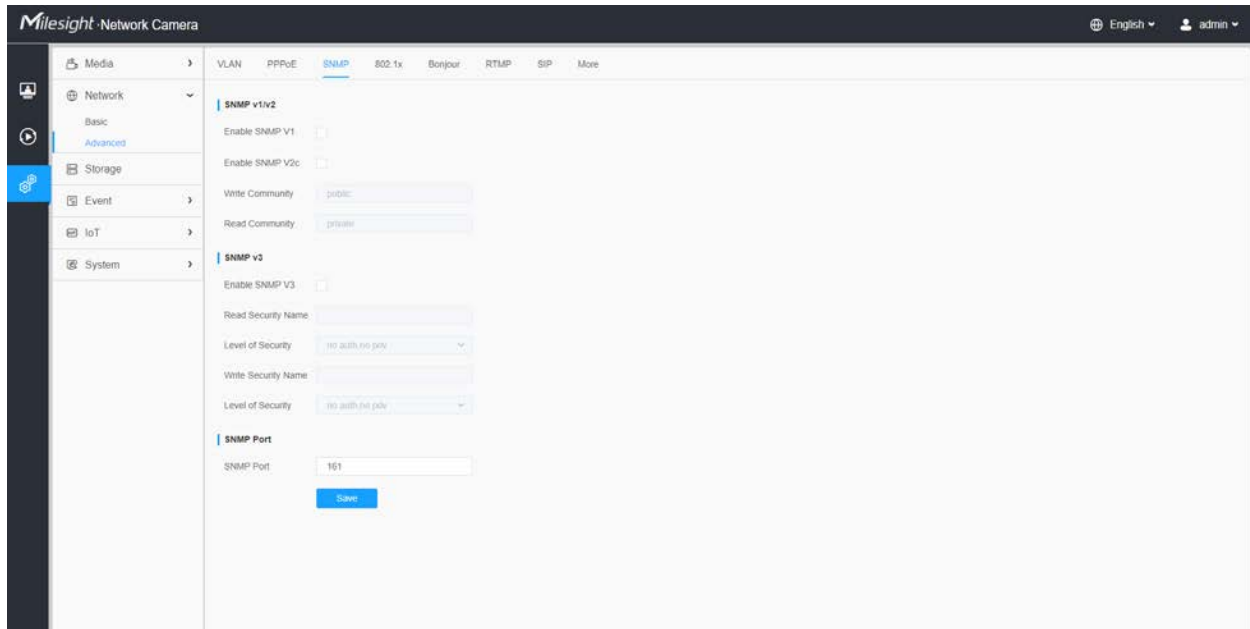 Milesight Network Camera
English
admin
Media
Network
Basic
Advanced
Storage
Event
IoT
System
VLAN PPPoE SNMP 802.1x Bonjour RTMP SIP More
SNMP v1/v2
Enable SNMP V1
Enable SNMP V2c
Write Community public
Read Community private
SNMP v3
Enable SNMP V3
Read Security Name
Level of Security no auth,no pov
Write Security Name
Level of Security no auth,no pov
SNMP Port
SNMP Port 161
Save